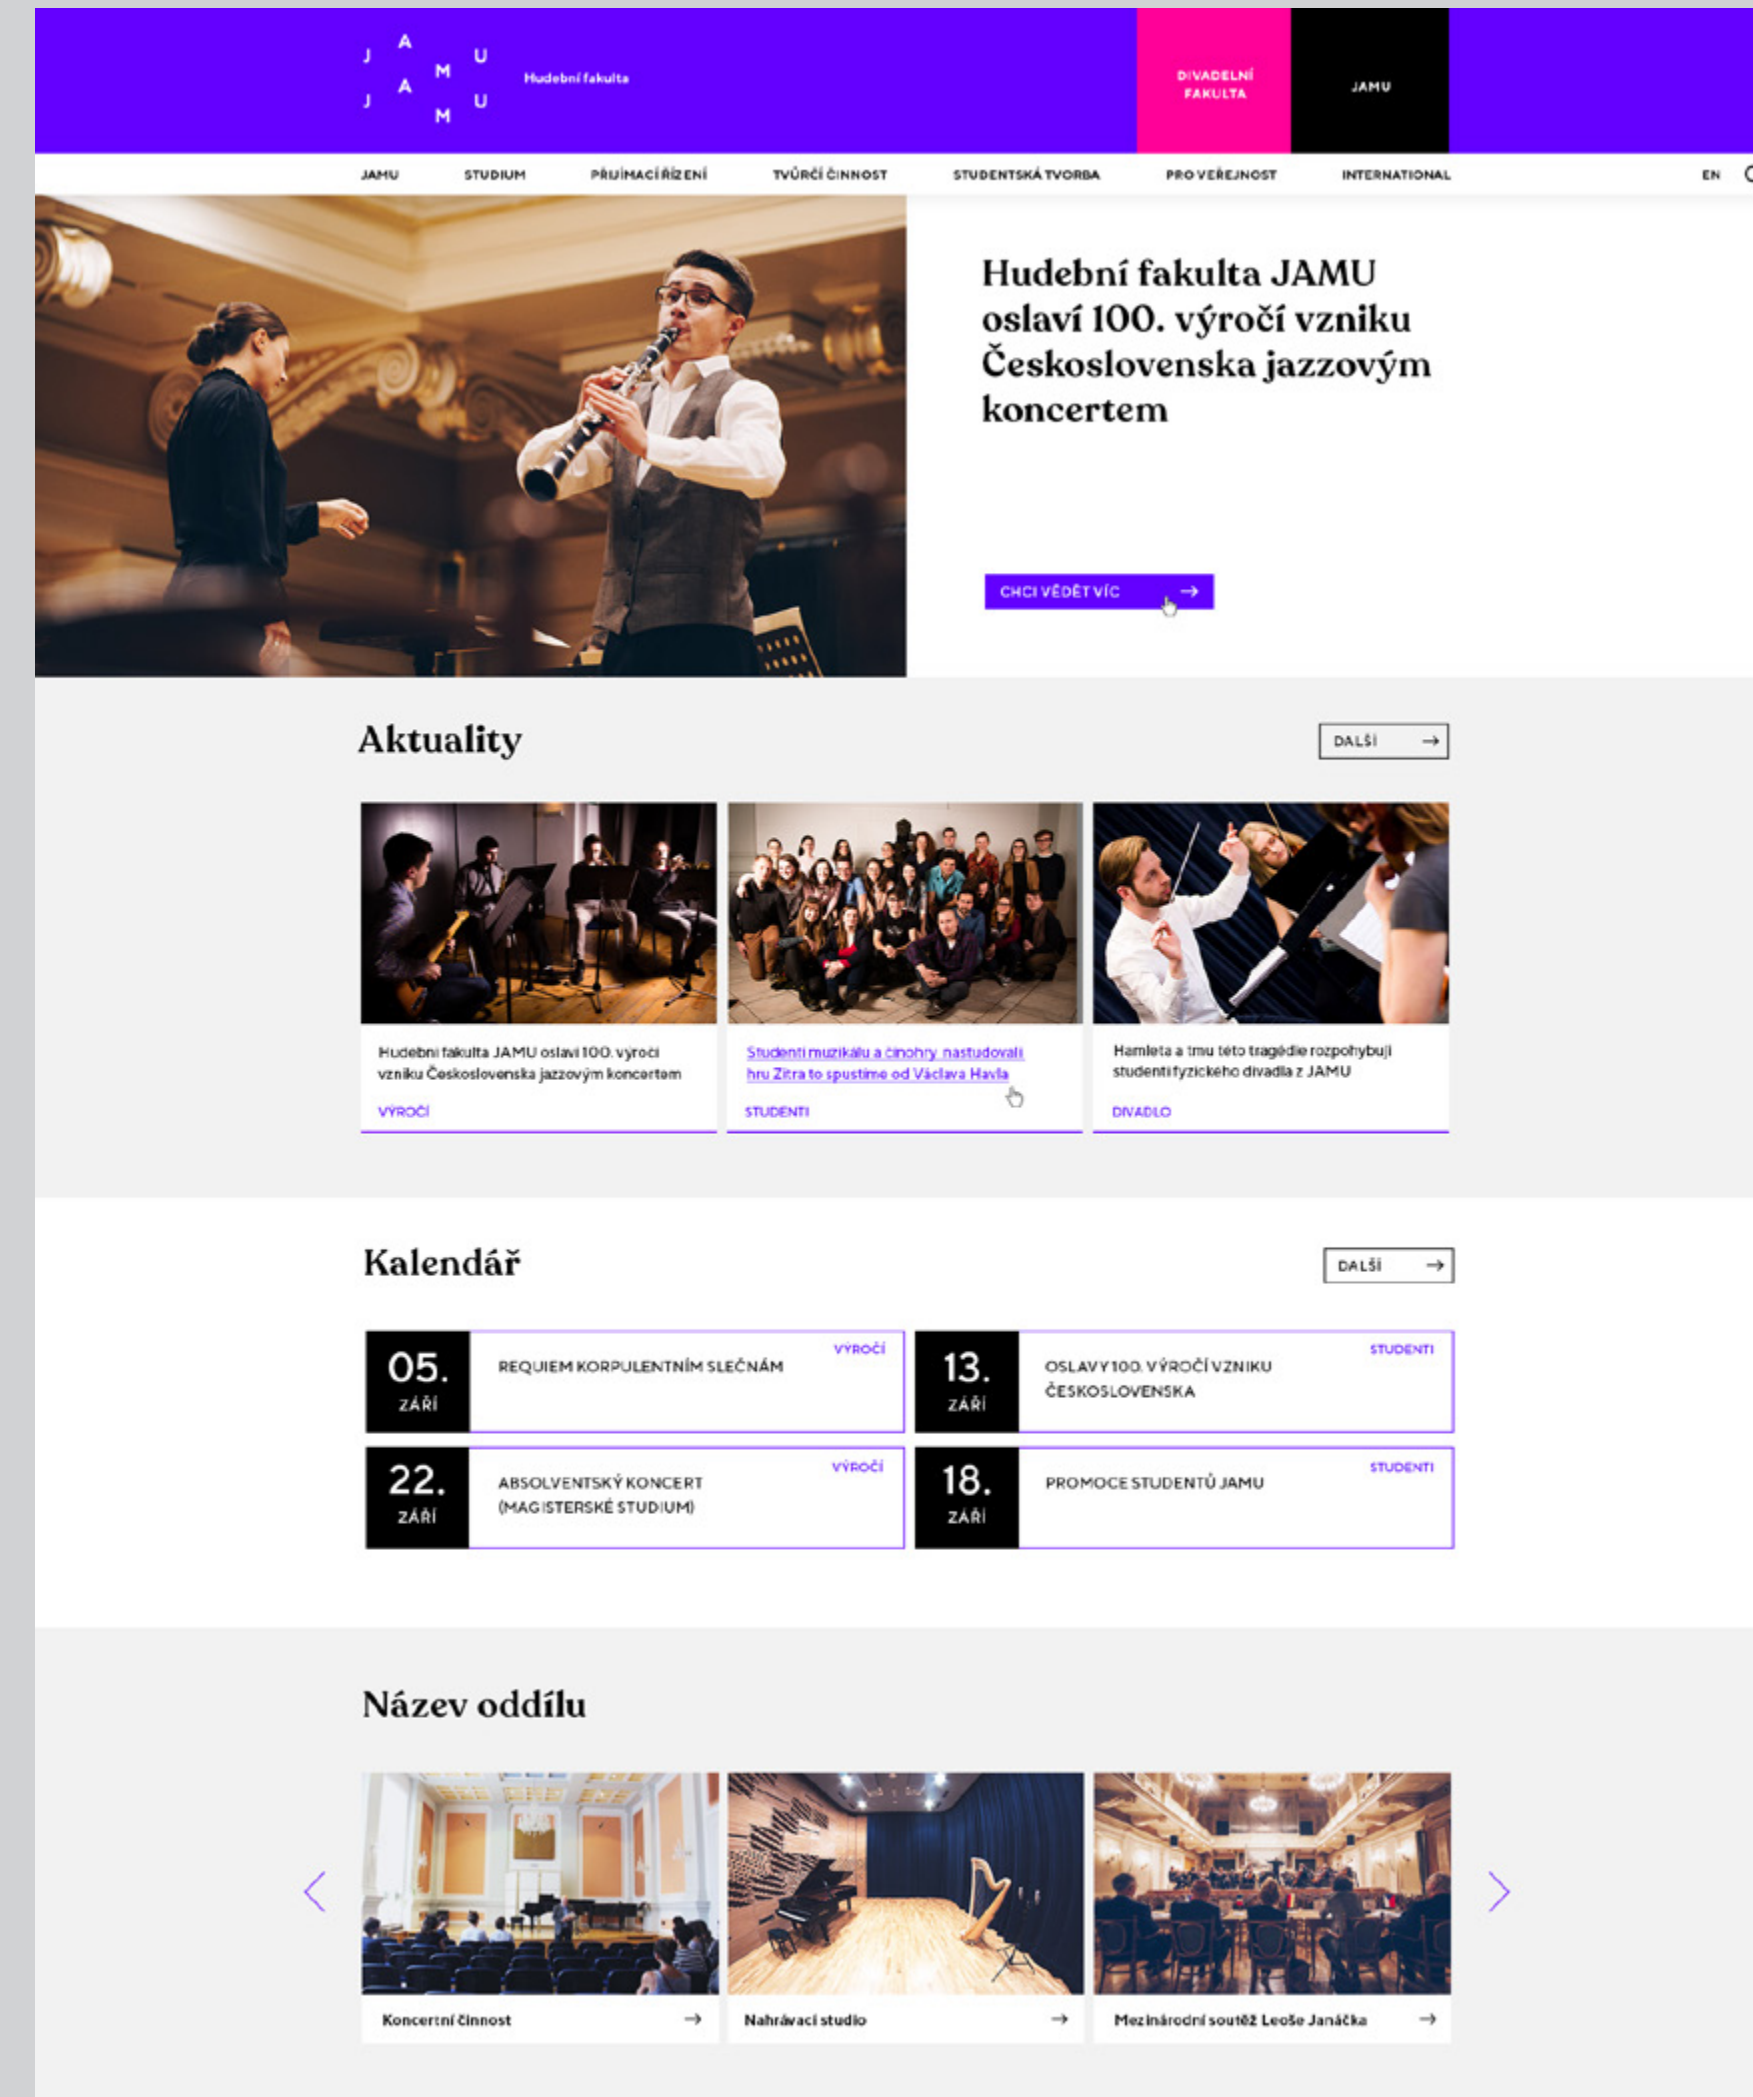 J A M U
J A M U
Hudební fakulta
DIVADELNÍ
FAKULTA
JAMU
JAMU STUDIUM PŘIJÍMACÍ ŘÍZENÍ TVŮRČÍ ČINNOST STUDENTSKÁ TVORBA PRO VEŘEJNOST INTERNATIONAL EN
Hudební fakulta JAMU
oslaví 100. výročí vzniku
Československa jazzovým
koncertem
CHCI VĚDĚT VÍC →
Aktuality
DALŠÍ →
Hudební fakulta JAMU oslaví 100. výročí
vzniku Československa jazzovým koncertem
VÝROČÍ
Studenti muzikálu a činohry nastudovali
hru Zítra to spustíme od Václava Havla
STUDENTI
Hamleta a tmu této tragédie rozpohybují
studenti fyzického divadla z JAMU
DIVADLO
Kalendář
DALŠÍ →
05.
ZÁŘÍ
REQUIEM KORPULENTNÍM SLEČNÁM
VÝROČÍ
13.
ZÁŘÍ
OSLAVY 100. VÝROČÍ VZNIKU
ČESKOSLOVENSKA
STUDENTI
22.
ZÁŘÍ
ABSOLVENTSKÝ KONCERT
(MAGISTERSKÉ STUDIUM)
VÝROČÍ
18.
ZÁŘÍ
PROMOCE STUDENTŮ JAMU
STUDENTI
Název oddílu
Koncertní činnost →
Nahrávací studio →
Mezinárodní soutěž Leoše Janáčka →